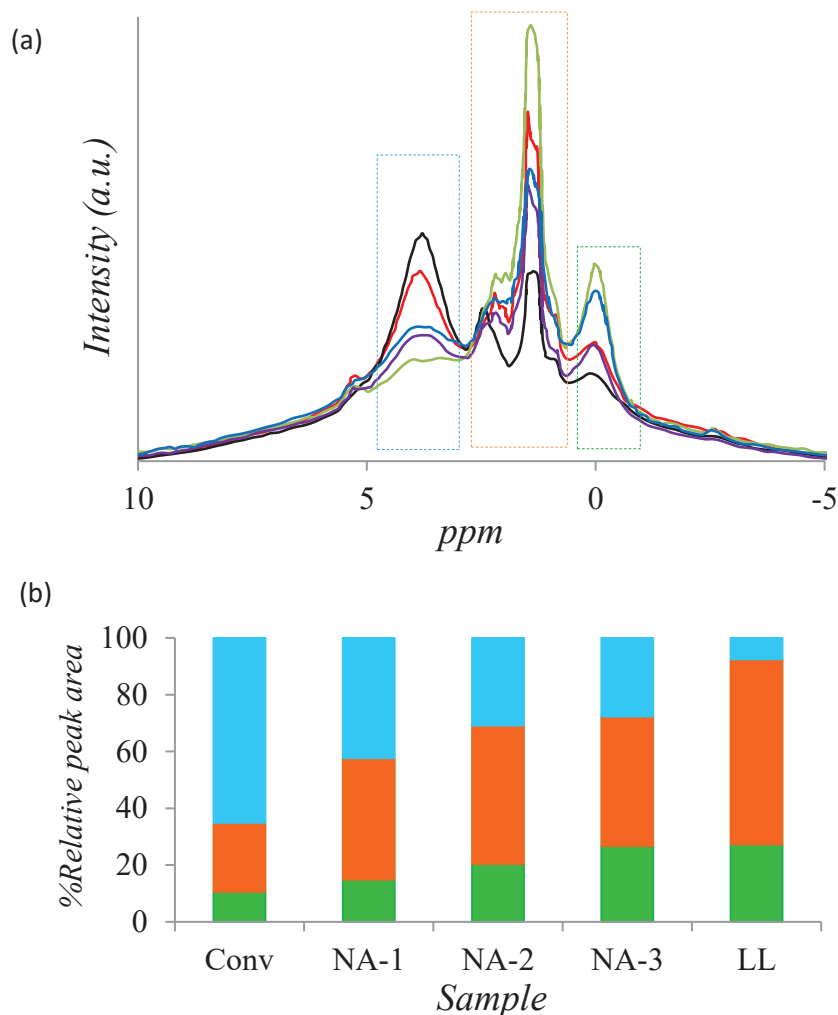 (a)
Intensity (a.u.)
10 5 0 -5
ppm
(b)
%Relative peak area
100
80
60
40
20
0
Conv NA-1 NA-2 NA-3 LL
Sample